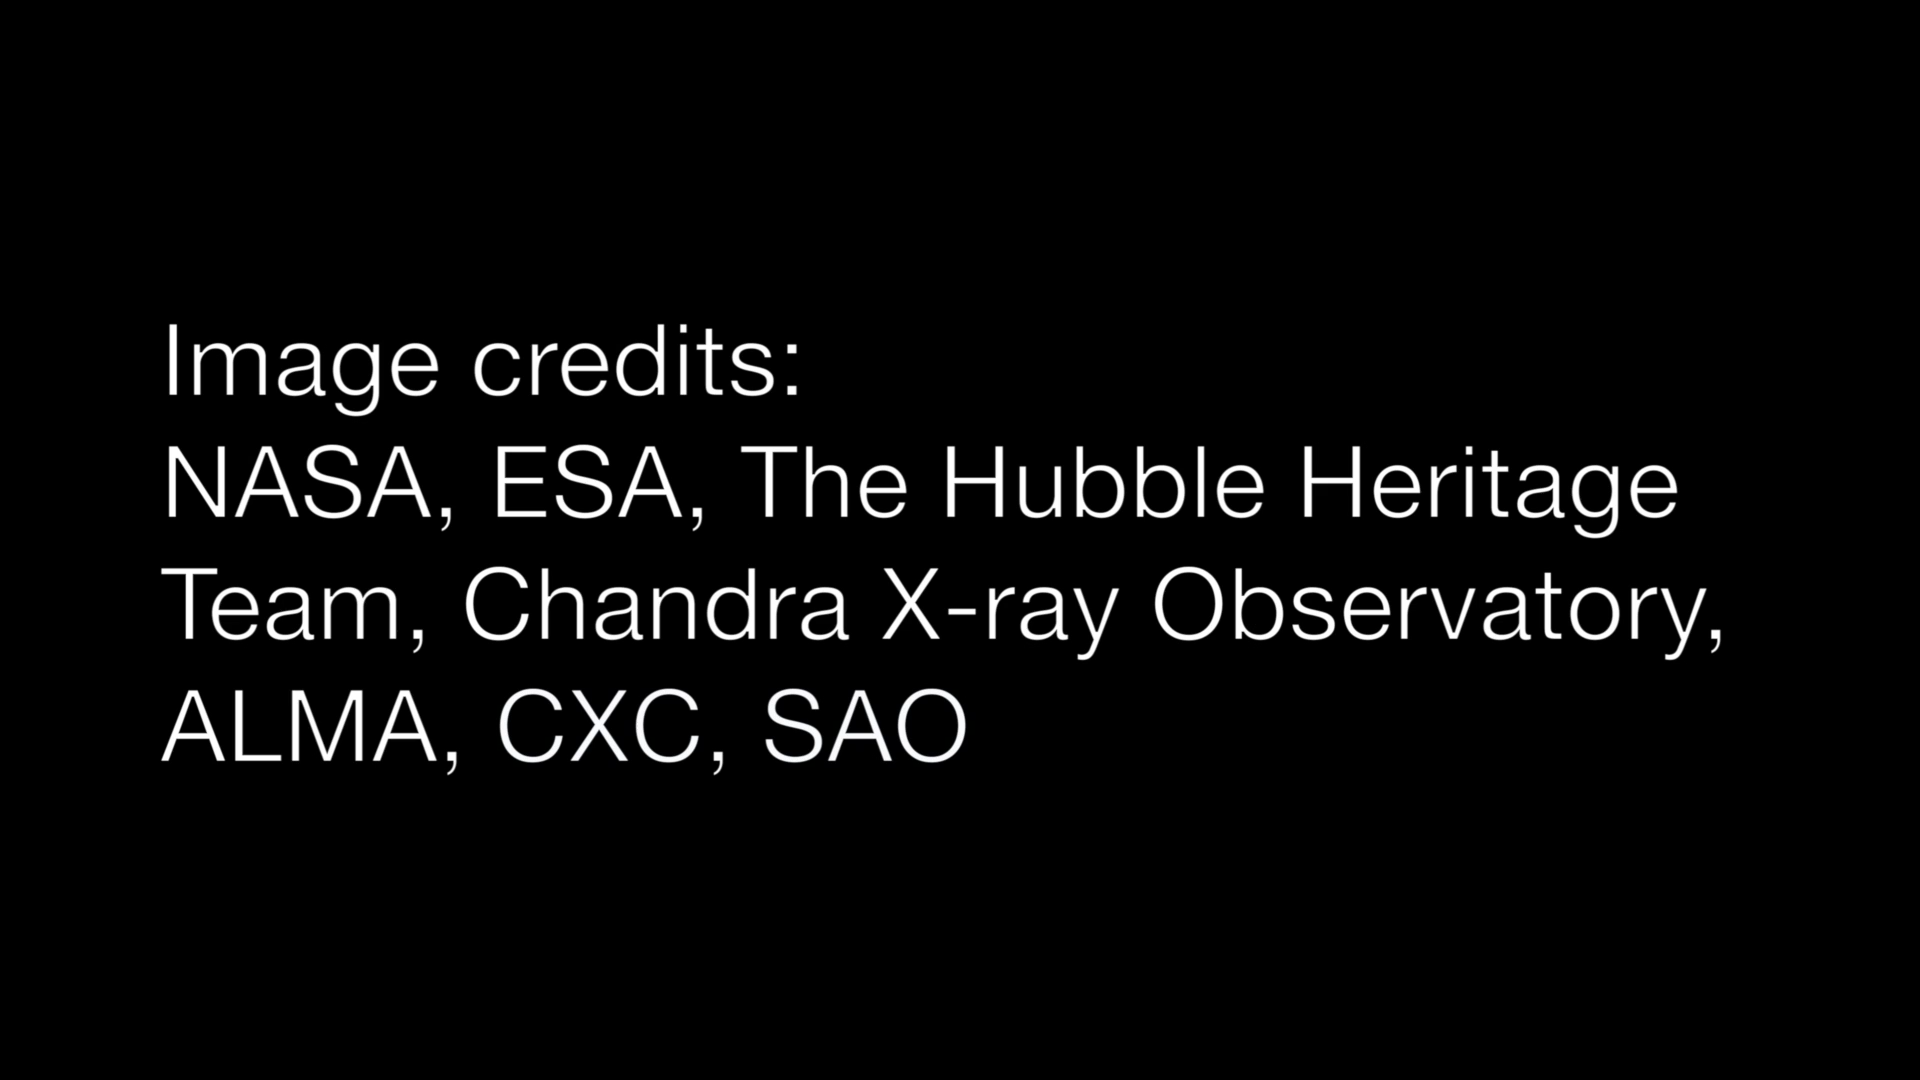 Image credits:
NASA, ESA, The Hubble Heritage
Team, Chandra X-ray Observatory,
ALMA, CXC, SAO